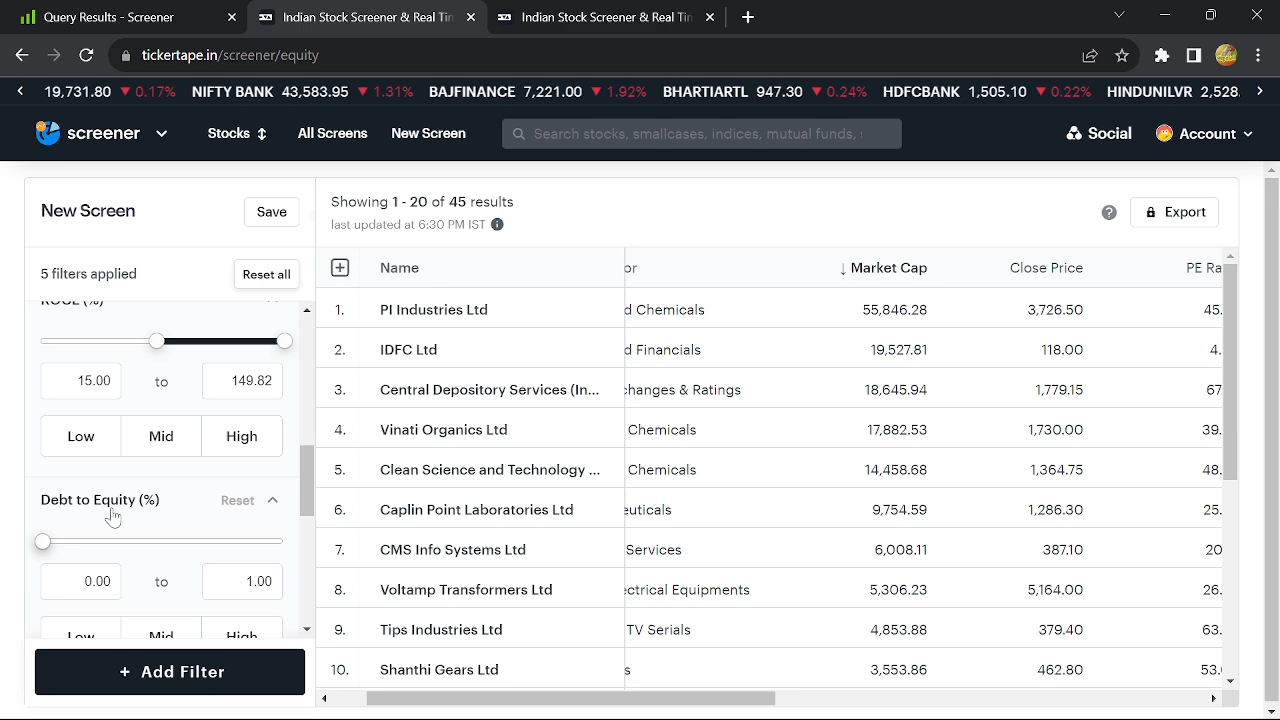 Query Results - Screener
Indian Stock Screener & Real Tin
Indian Stock Screener & Real Tin
tickertape.in/screener/equity
19,731.80 ▼ 0.17% NIFTY BANK 43,583.95 ▼ 1.31% BAJFINANCE 7,221.00 ▼ 1.92% BHARTIARTL 947.30 ▼ 0.24% HDFCBANK 1,505.10 ▼ 0.22% HINDUNILVR 2,528.
screener Stocks All Screens New Screen Search stocks, smallcases, indices, mutual funds, Social Account
New Screen Save
Showing 1 - 20 of 45 results
last updated at 6:30 PM IST
Export
5 filters applied Reset all
Name or ↓ Market Cap Close Price PE Ra
ROCE (%)
15.00 to 149.82
Low Mid High
Debt to Equity (%) Reset
0.00 to 1.00
Low Mid High
+ Add Filter
1. PI Industries Ltd d Chemicals 55,846.28 3,726.50 45.
2. IDFC Ltd d Financials 19,527.81 118.00 4.
3. Central Depository Services (In... changes & Ratings 18,645.94 1,779.15 67
4. Vinati Organics Ltd Chemicals 17,882.53 1,730.00 39.
5. Clean Science and Technology ... Chemicals 14,458.68 1,364.75 48.
6. Caplin Point Laboratories Ltd euticals 9,754.59 1,286.30 25.
7. CMS Info Systems Ltd Services 6,008.11 387.10 20
8. Voltamp Transformers Ltd ectrical Equipments 5,306.23 5,164.00 26.
9. Tips Industries Ltd TV Serials 4,853.88 379.40 63.
10. Shanthi Gears Ltd s 3,553.86 462.80 53.